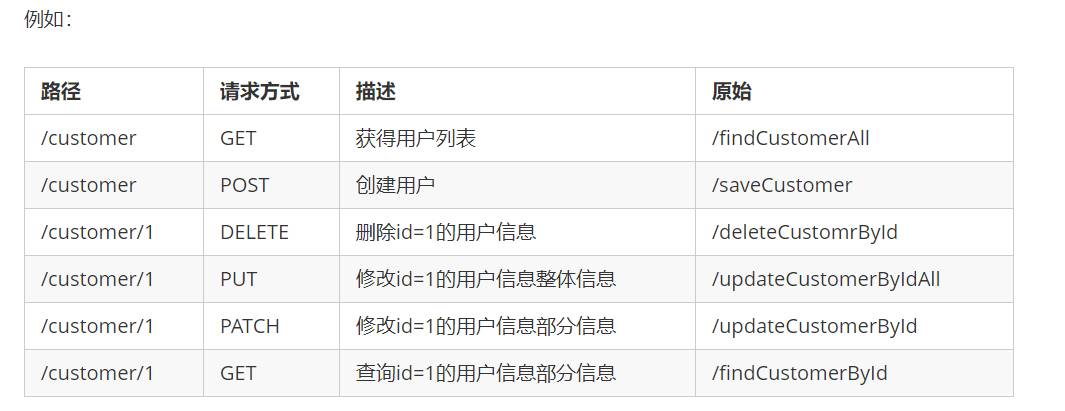 例如：
路径 请求方式 描述 原始
/customer GET 获得用户列表 /findCustomerAll
/customer POST 创建用户 /saveCustomer
/customer/1 DELETE 删除id=1的用户信息 /deleteCustomrById
/customer/1 PUT 修改id=1的用户信息整体信息 /updateCustomerByIdAll
/customer/1 PATCH 修改id=1的用户信息部分信息 /updateCustomerById
/customer/1 GET 查询id=1的用户信息部分信息 /findCustomerById